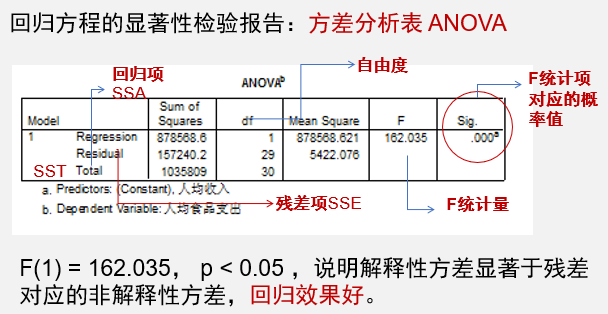 回归方程的显著性检验报告：方差分析表 ANOVA
回归项
SSA
自由度
F统计项
对应的概
率值
ANOVAb
Model Sum of Squares df Mean Square F Sig.
1 Regression 878568.6 1 878568.621 162.035 .000a
Residual 157240.2 29 5422.076
SST Total 1035809 30
a. Predictors: (Constant), 人均收入
b. Dependent Variable: 人均食品支出
残差项SSE
F统计量
F(1) = 162.035， p < 0.05 ，说明解释性方差显著于残差
对应的非解释性方差，回归效果好。